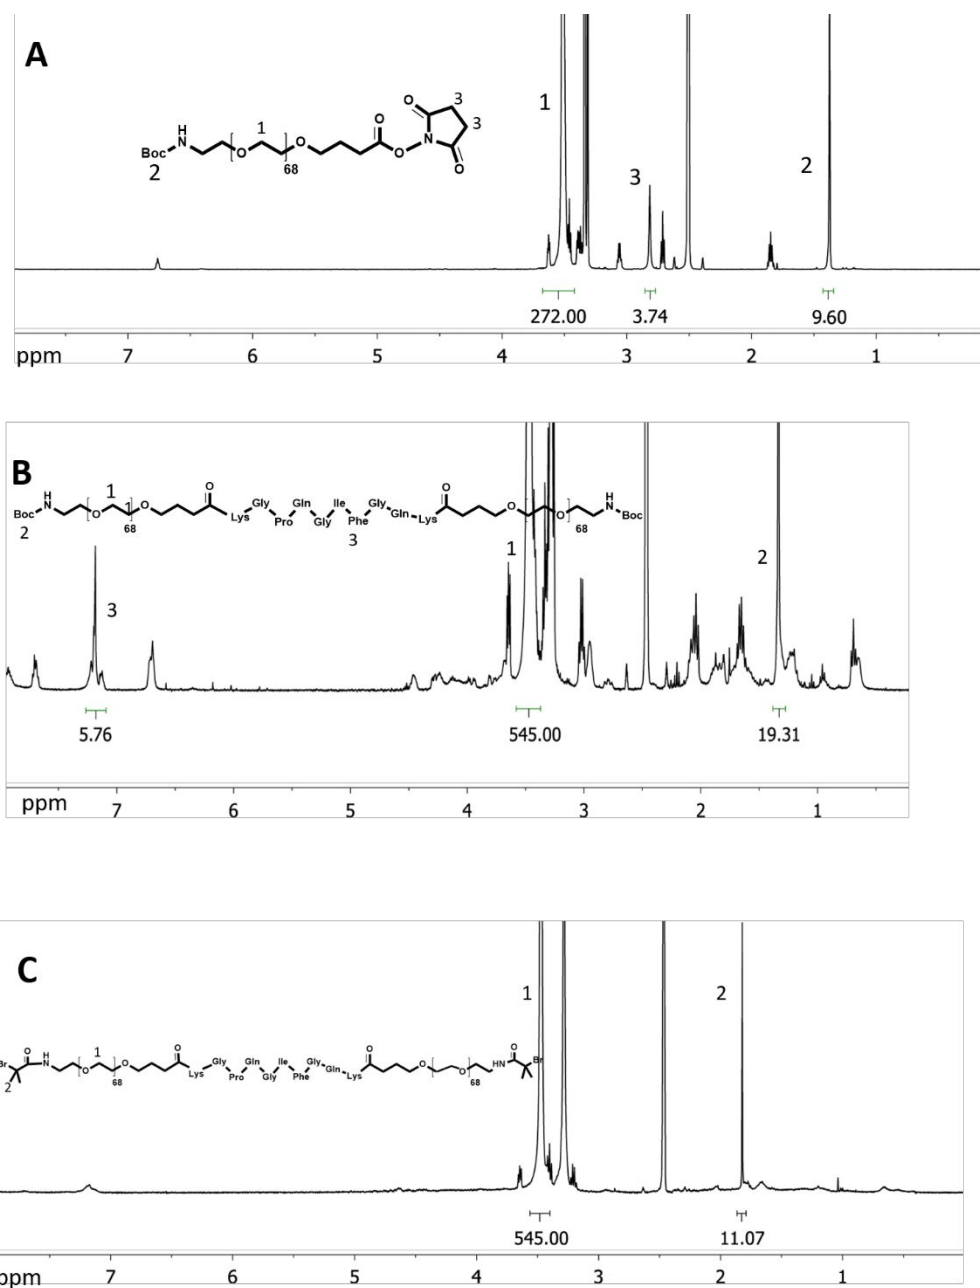 A
1
3
2
H
O
O
3
Boc
N
O
1
O
N
3
2
68
O
O
272.00 3.74 9.60
7 6 5 4 3 2 1
ppm
B
H
Boc
N
O
1
1
O
68
O
Lys
Gly
Pro
Gln
Gly
Ile
Phe
Gly
Gln
Lys
O
O
O
68
H
N
Boc
2
3
3
1
2
5.76 545.00 19.31
ppm 7 6 5 4 3 2 1
C
1
2
Br
O
H
N
O
1
O
68
O
Lys
Gly
Pro
Gln
Gly
Ile
Phe
Gly
Gln
Lys
O
O
O
68
HN
O
Br
2
545.00 11.07
7 6 5 4 3 2 1
ppm